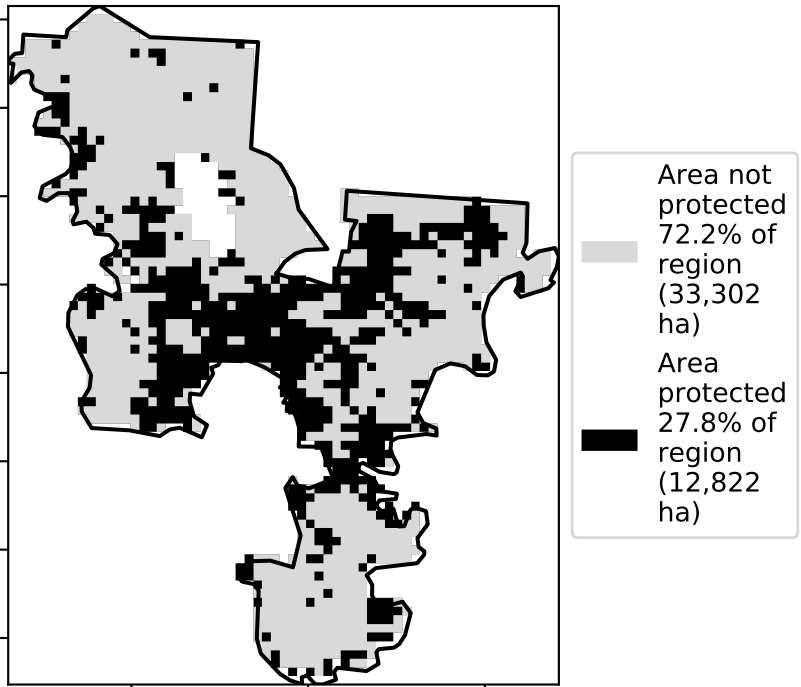 Area not
protected
72.2% of
region
(33,302
ha)
Area
protected
27.8% of
region
(12,822
ha)